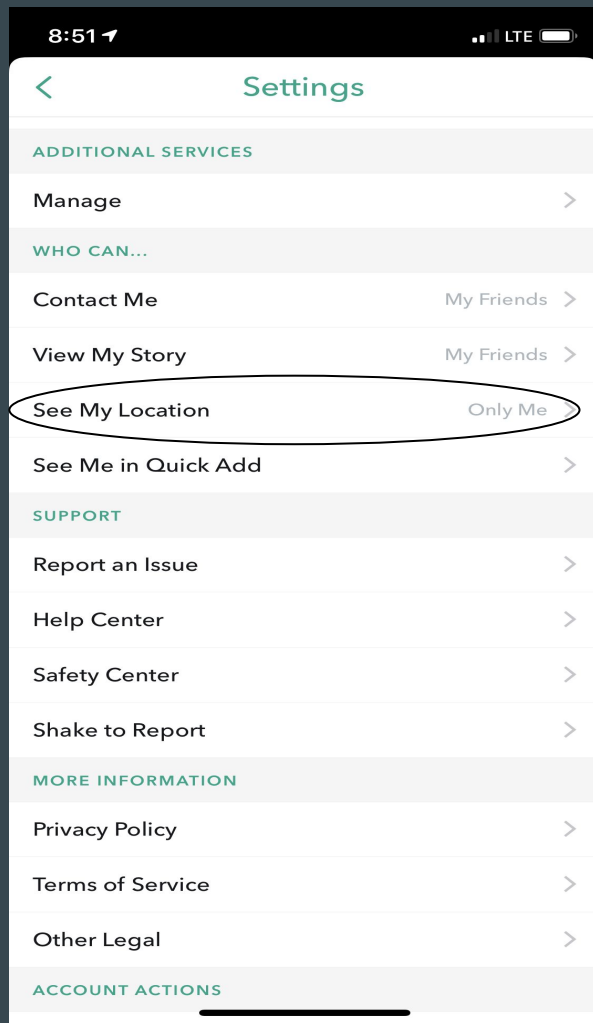 8:51 LTE
Settings
ADDITIONAL SERVICES
Manage
WHO CAN...
Contact Me My Friends
View My Story My Friends
See My Location Only Me
See Me in Quick Add
SUPPORT
Report an Issue
Help Center
Safety Center
Shake to Report
MORE INFORMATION
Privacy Policy
Terms of Service
Other Legal
ACCOUNT ACTIONS